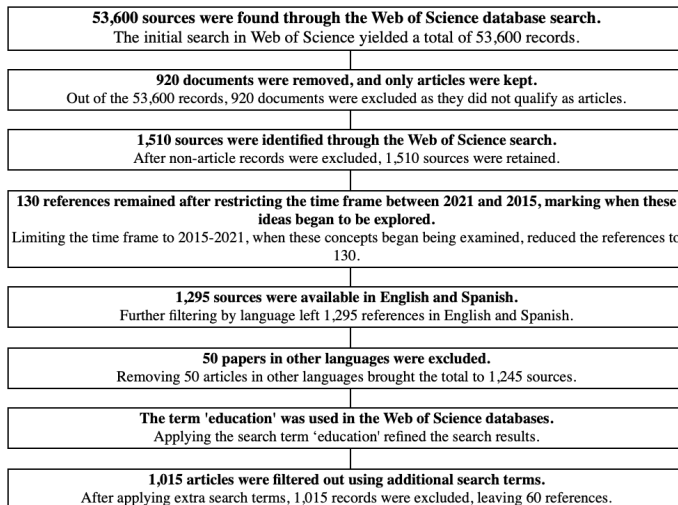 53,600 sources were found through the Web of Science database search.
The initial search in Web of Science yielded a total of 53,600 records.
920 documents were removed, and only articles were kept.
Out of the 53,600 records, 920 documents were excluded as they did not qualify as articles.
1,510 sources were identified through the Web of Science search.
After non-article records were excluded, 1,510 sources were retained.
130 references remained after restricting the time frame between 2021 and 2015, marking when these
ideas began to be explored.
Limiting the time frame to 2015-2021, when these concepts began being examined, reduced the references to
130.
1,295 sources were available in English and Spanish.
Further filtering by language left 1,295 references in English and Spanish.
50 papers in other languages were excluded.
Removing 50 articles in other languages brought the total to 1,245 sources.
The term 'education' was used in the Web of Science databases.
Applying the search term ‘education' refined the search results.
1,015 articles were filtered out using additional search terms.
After applying extra search terms, 1,015 records were excluded, leaving 60 references.